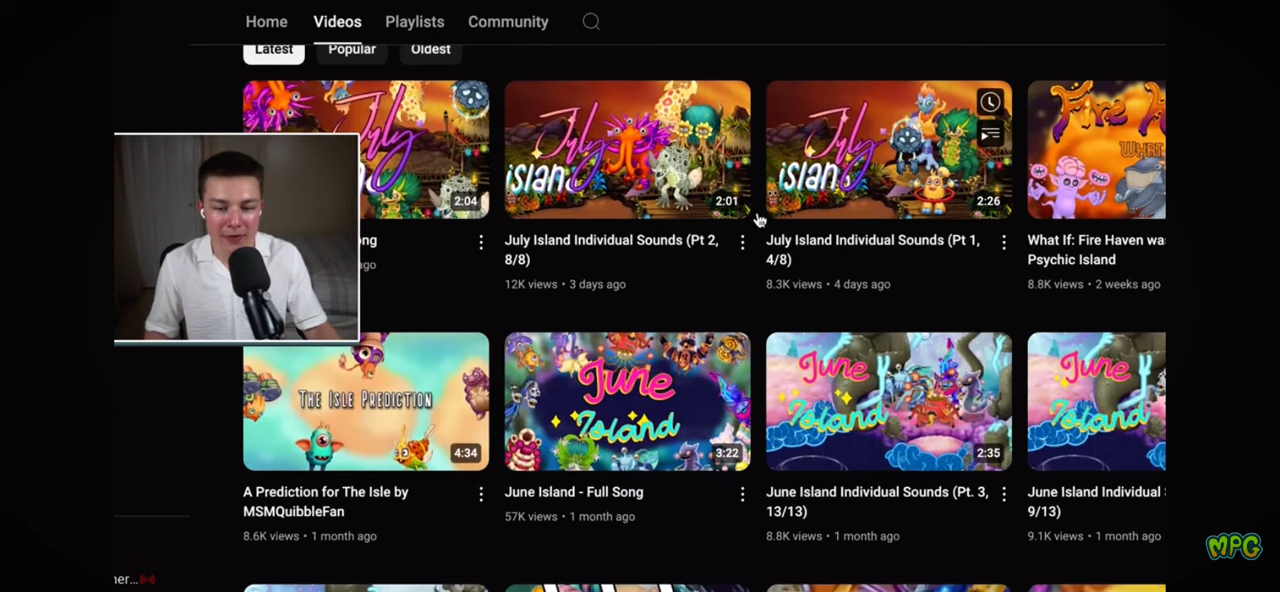 Home Videos Playlists Community
Latest Popular Oldest
July
2:04
ng
ago
July
island
2:01
July Island Individual Sounds (Pt 2,
8/8)
12K views • 3 days ago
July
island
2:26
July Island Individual Sounds (Pt 1,
4/8)
8.3K views • 4 days ago
Fire H
WHAT
What If: Fire Haven wa
Psychic Island
8.8K views • 2 weeks ago
THE ISLE PREDICTION
4:34
A Prediction for The Isle by
MSMQuibbleFan
8.6K views • 1 month ago
June
Island
3:22
June Island - Full Song
57K views • 1 month ago
June
Island
2:35
June Island Individual Sounds (Pt. 3,
13/13)
8.8K views • 1 month ago
June
Island
June Island Individual
9/13)
9.1K views • 1 month ago
MPG
ner...